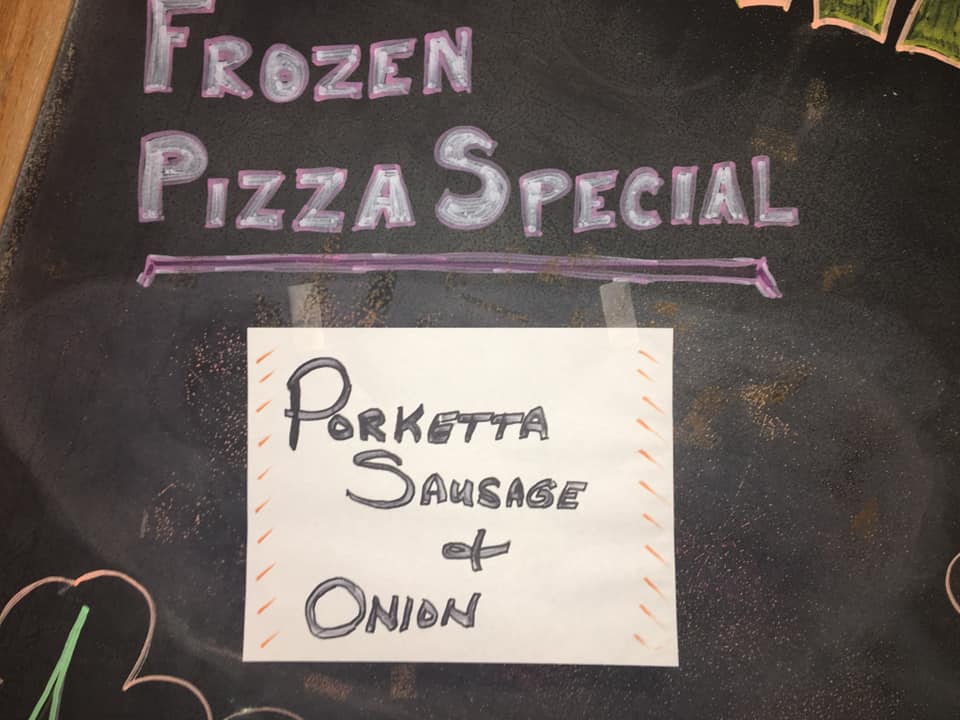 FROZEN
PIZZA SPECIAL
PORKETTA
SAUSAGE
&
ONION